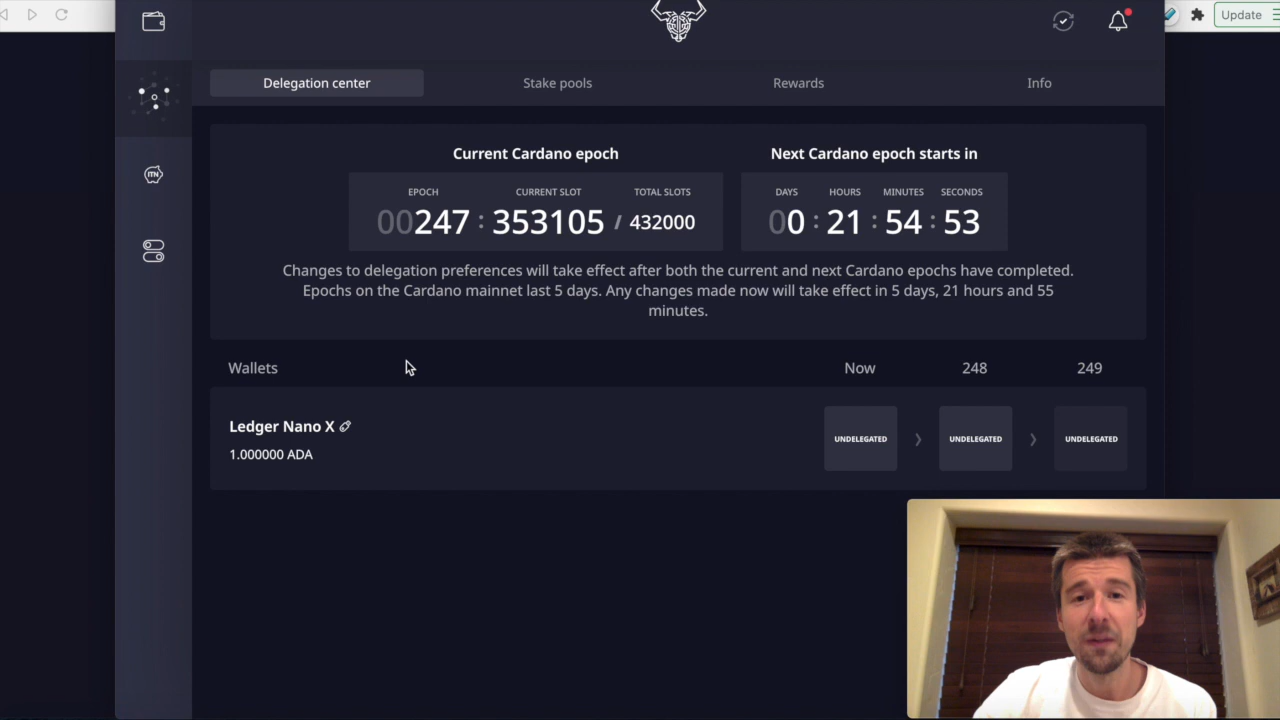 Update
Delegation center
Stake pools
Rewards
Info
Current Cardano epoch
EPOCH
CURRENT SLOT
TOTAL SLOTS
00247 : 353105 / 432000
Next Cardano epoch starts in
DAYS
HOURS
MINUTES
SECONDS
00 : 21 : 54 : 53
Changes to delegation preferences will take effect after both the current and next Cardano epochs have completed.
Epochs on the Cardano mainnet last 5 days. Any changes made now will take effect in 5 days, 21 hours and 55
minutes.
Wallets
Now
248
249
ITN
Ledger Nano X
1.000000 ADA
UNDELEGATED
UNDELEGATED
UNDELEGATED